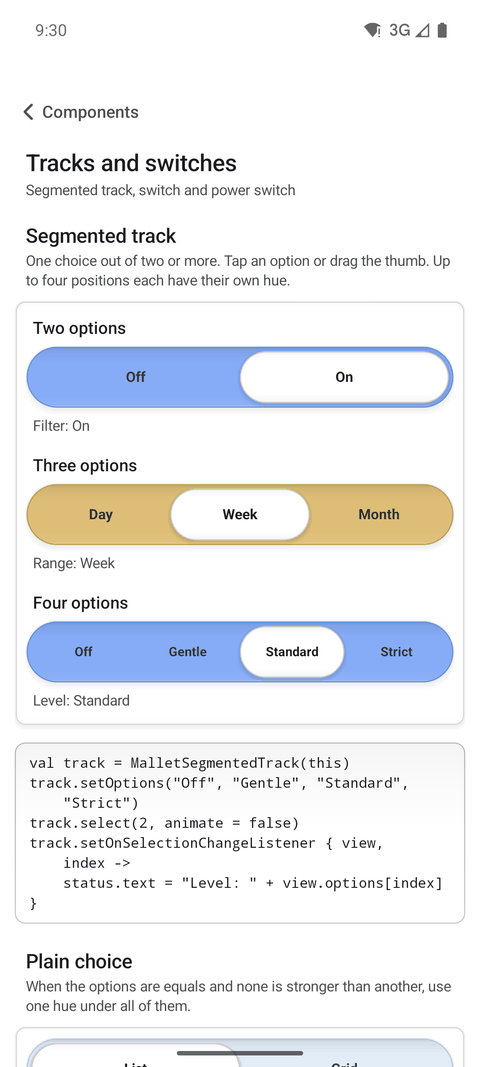 9:30
3G
Components
Tracks and switches
Segmented track, switch and power switch
Segmented track
One choice out of two or more. Tap an option or drag the thumb. Up
to four positions each have their own hue.
Two options
Off On
Filter: On
Three options
Day Week Month
Range: Week
Four options
Off Gentle Standard Strict
Level: Standard
val track = MalletSegmentedTrack(this)
track.setOptions("Off", "Gentle", "Standard",
    "Strict")
track.select(2, animate = false)
track.setOnSelectionChangeListener { view,
    index ->
    status.text = "Level: " + view.options[index]
}
Plain choice
When the options are equals and none is stronger than another, use
one hue under all of them.
List Grid